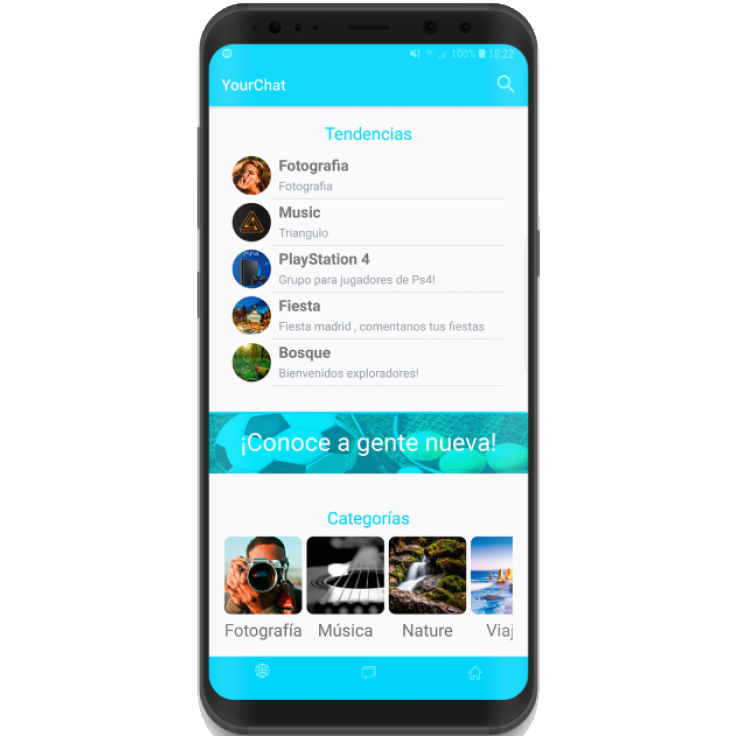 100% 18:22
YourChat
Tendencias
Fotografia
Fotografia
Music
Triangulo
PS4
PlayStation 4
Grupo para jugadores de Ps4!
Fiesta
Fiesta madrid , comentanos tus fiestas
Bosque
Bienvenidos exploradores!
¡Conoce a gente nueva!
Categorías
Fotografía Música Nature Viaj